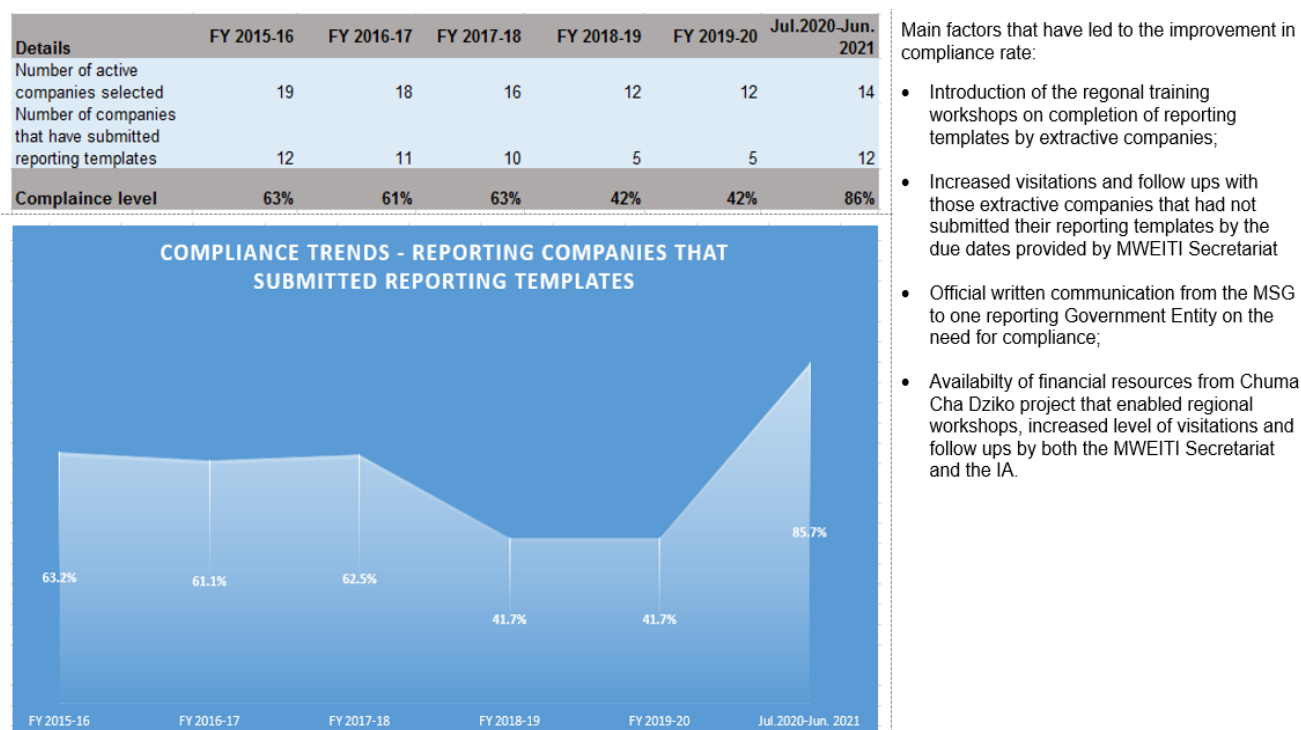 Details FY 2015-16 FY 2016-17 FY 2017-18 FY 2018-19 FY 2019-20 Jul.2020-Jun. 2021
Number of active
companies selected 19 18 16 12 12 14
Number of companies
that have submitted
reporting templates 12 11 10 5 5 12
Complaince level 63% 61% 63% 42% 42% 86%
COMPLIANCE TRENDS - REPORTING COMPANIES THAT
SUBMITTED REPORTING TEMPLATES
63.2% 61.1% 62.5% 41.7% 41.7% 85.7%
FY 2015-16 FY 2016-17 FY 2017-18 FY 2018-19 FY 2019-20 Jul.2020-Jun. 2021
Main factors that have led to the improvement in
compliance rate:
• Introduction of the regonal training
workshops on completion of reporting
templates by extractive companies;
• Increased visitations and follow ups with
those extractive companies that had not
submitted their reporting templates by the
due dates provided by MWEITI Secretariat
• Official written communication from the MSG
to one reporting Government Entity on the
need for compliance;
• Availabilty of financial resources from Chuma
Cha Dziko project that enabled regional
workshops, increased level of visitations and
follow ups by both the MWEITI Secretariat
and the IA.